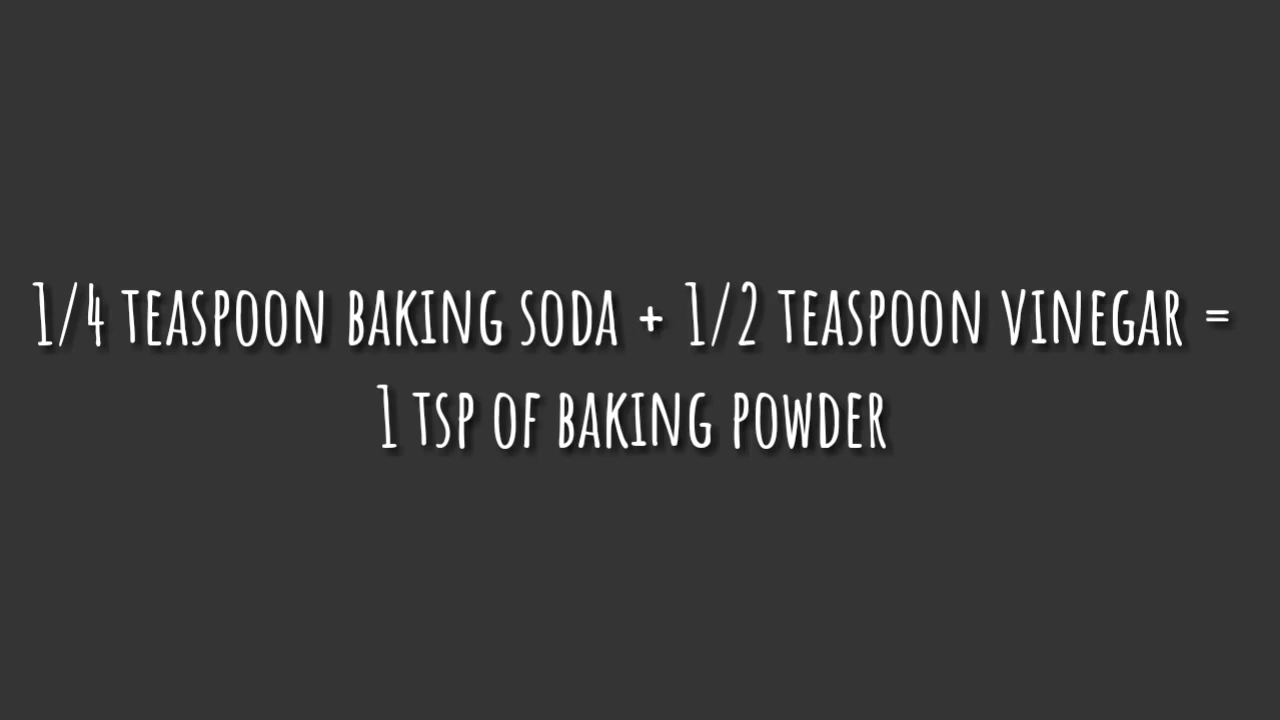 1/4 TEASPOON BAKING SODA + 1/2 TEASPOON VINEGAR =
1 TSP OF BAKING POWDER